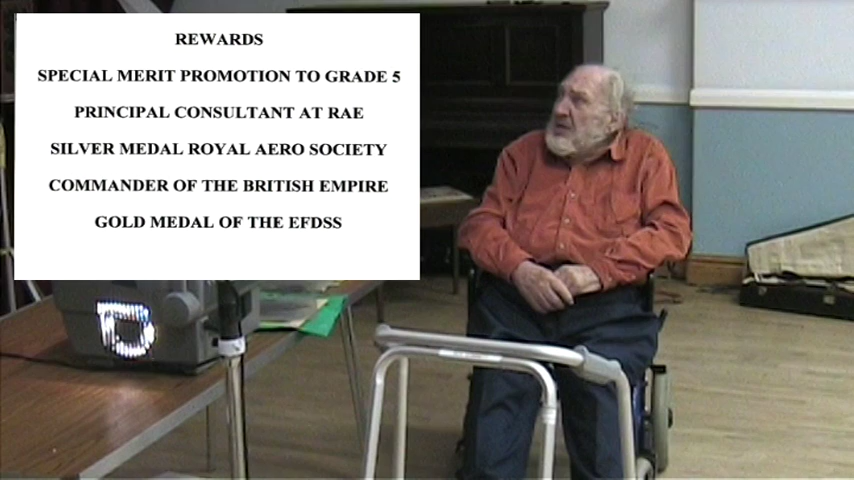 REWARDS
SPECIAL MERIT PROMOTION TO GRADE 5
PRINCIPAL CONSULTANT AT RAE
SILVER MEDAL ROYAL AERO SOCIETY
COMMANDER OF THE BRITISH EMPIRE
GOLD MEDAL OF THE EFDSS